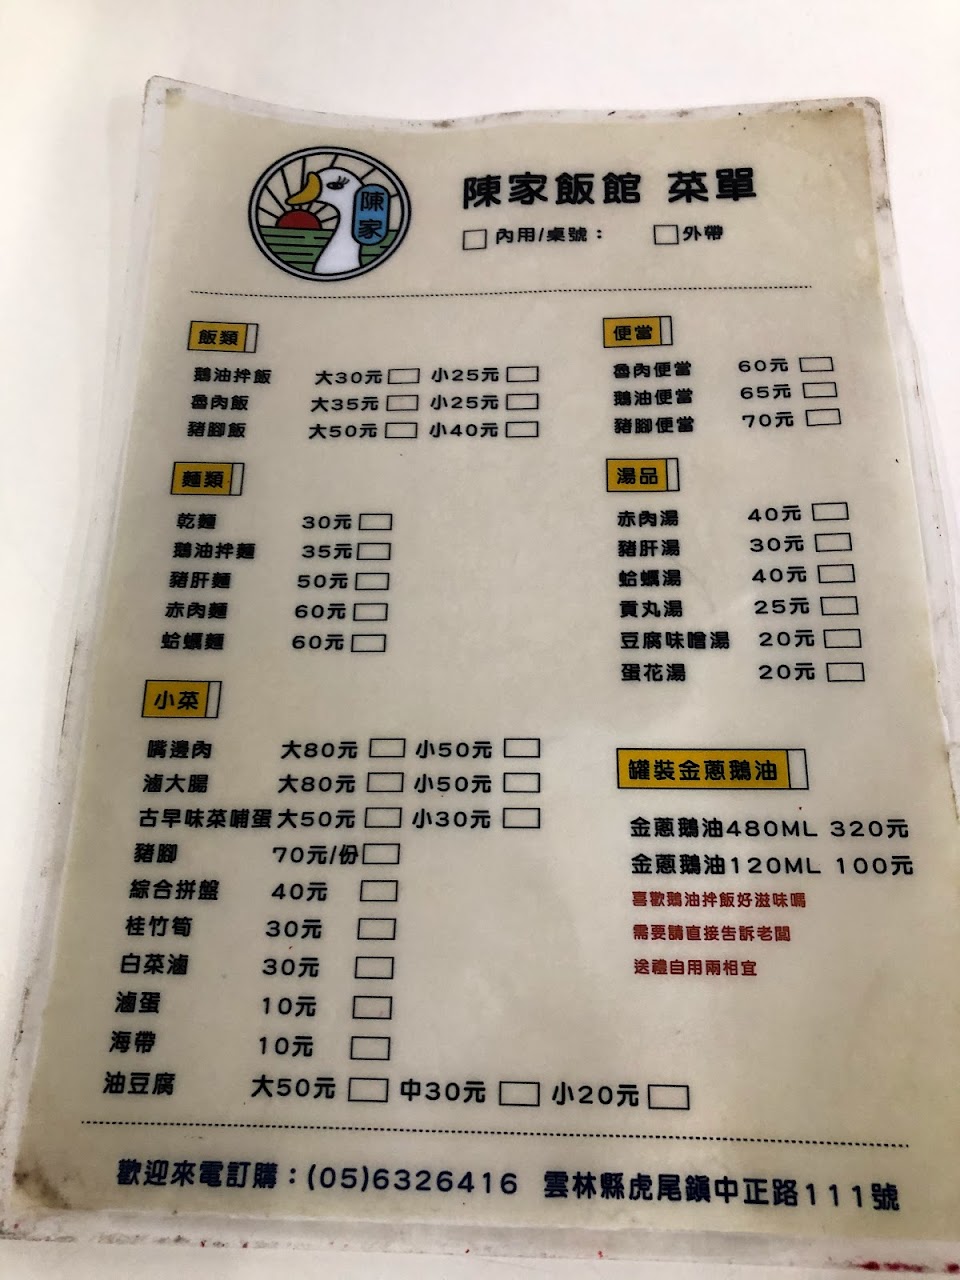 陳家
陳家飯館 菜單
內用/桌號： 外帶
飯類
鵝油拌飯 大30元 小25元
魯肉飯 大35元 小25元
豬腳飯 大50元 小40元
麵類
乾麵 30元
鵝油拌麵 35元
豬肝麵 50元
赤肉麵 60元
蛤蠣麵 60元
小菜
嘴邊肉 大80元 小50元
滷大腸 大80元 小50元
古早味菜哺蛋 大50元 小30元
豬腳 70元/份
綜合拼盤 40元
桂竹筍 30元
白菜滷 30元
滷蛋 10元
海帶 10元
油豆腐 大50元 中30元 小20元
便當
魯肉便當 60元
鵝油便當 65元
豬腳便當 70元
湯品
赤肉湯 40元
豬肝湯 30元
蛤蠣湯 40元
貢丸湯 25元
豆腐味噌湯 20元
蛋花湯 20元
罐裝金蔥鵝油
金蔥鵝油480ML 320元
金蔥鵝油120ML 100元
喜歡鵝油拌飯好滋味嗎
需要請直接告訴老闆
送禮自用兩相宜
歡迎來電訂購：(05)6326416 雲林縣虎尾鎮中正路111號